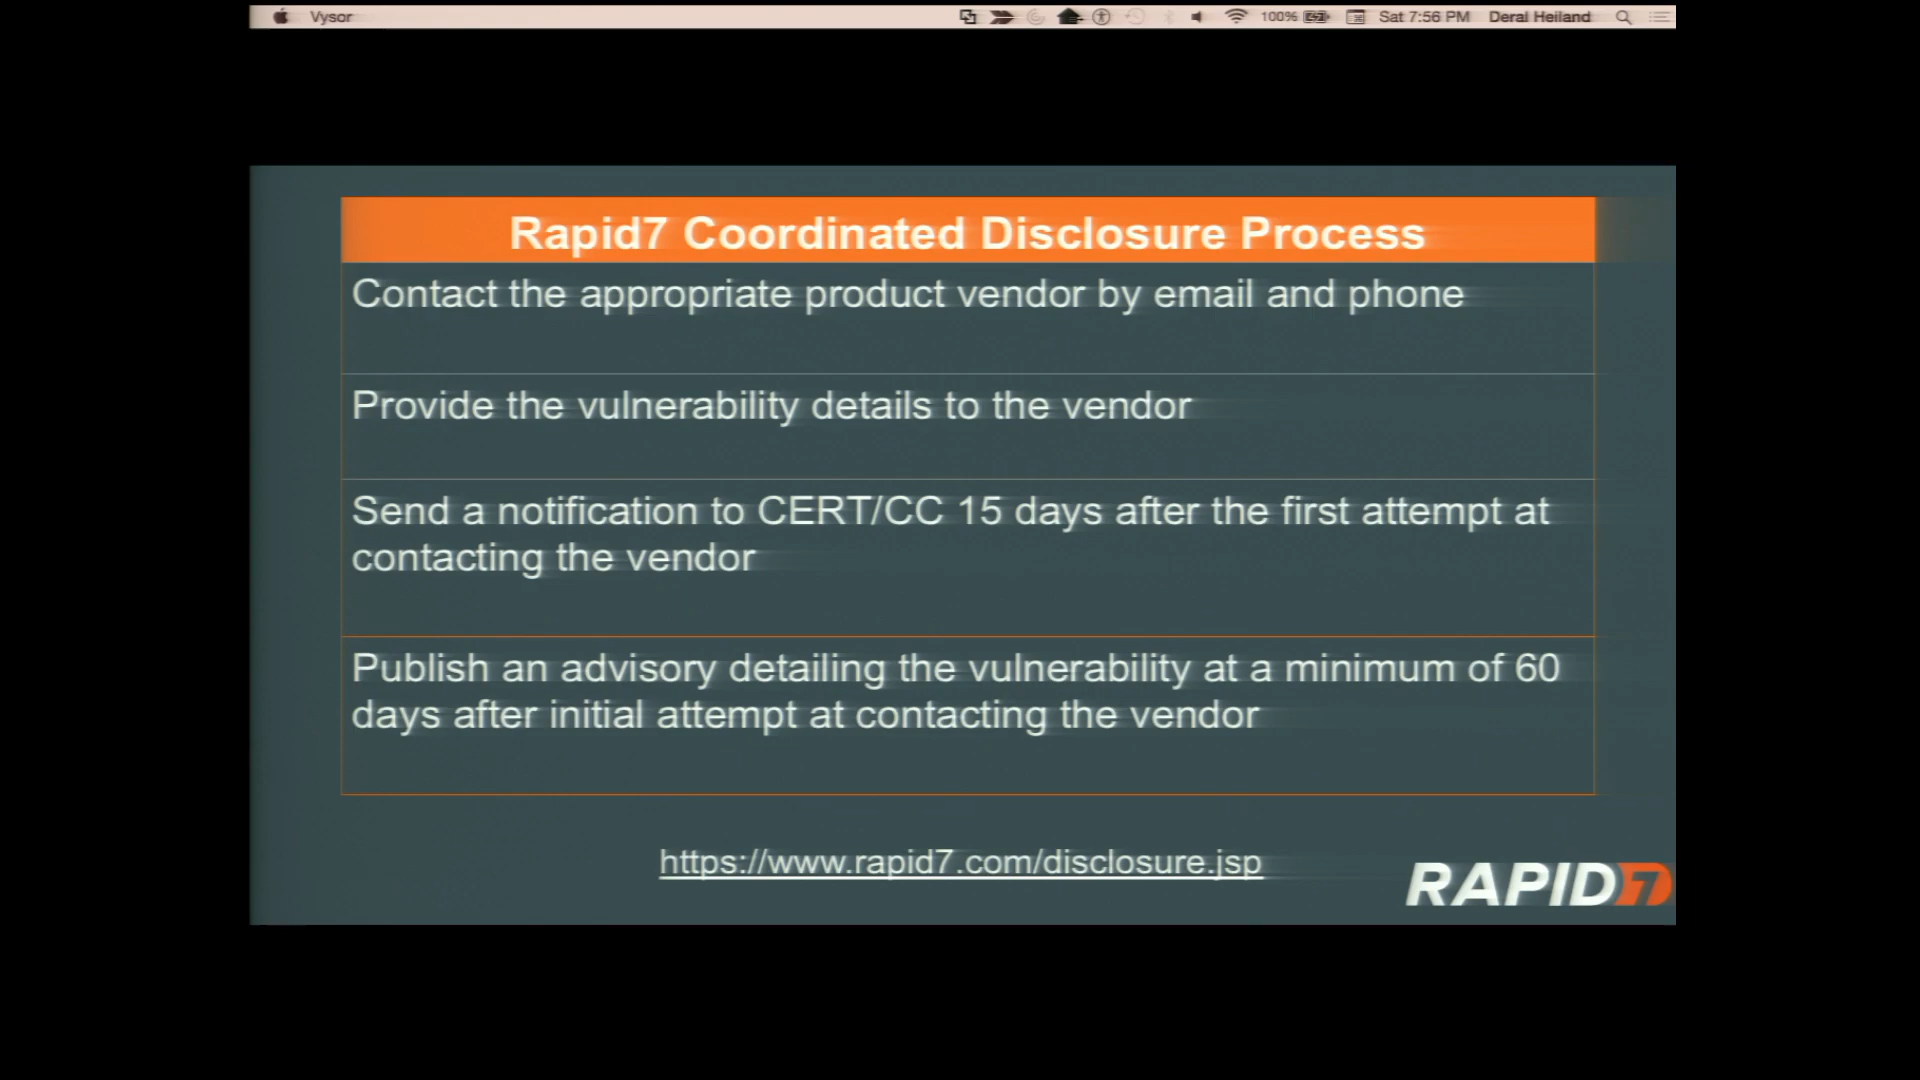 Vysor 100% Sat 7:56 PM Deral Heiland
Rapid7 Coordinated Disclosure Process
Contact the appropriate product vendor by email and phone
Provide the vulnerability details to the vendor
Send a notification to CERT/CC 15 days after the first attempt at
contacting the vendor
Publish an advisory detailing the vulnerability at a minimum of 60
days after initial attempt at contacting the vendor
https://www.rapid7.com/disclosure.jsp
RAPID7